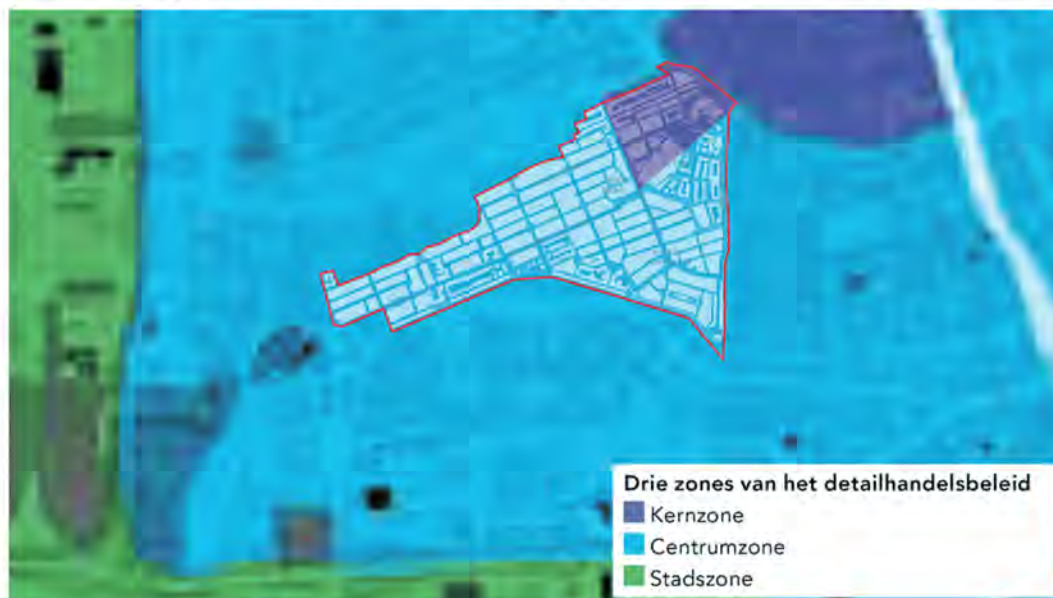 Drie zones van het detailhandelsbeleid
Kernzone
Centrumzone
Stadszone